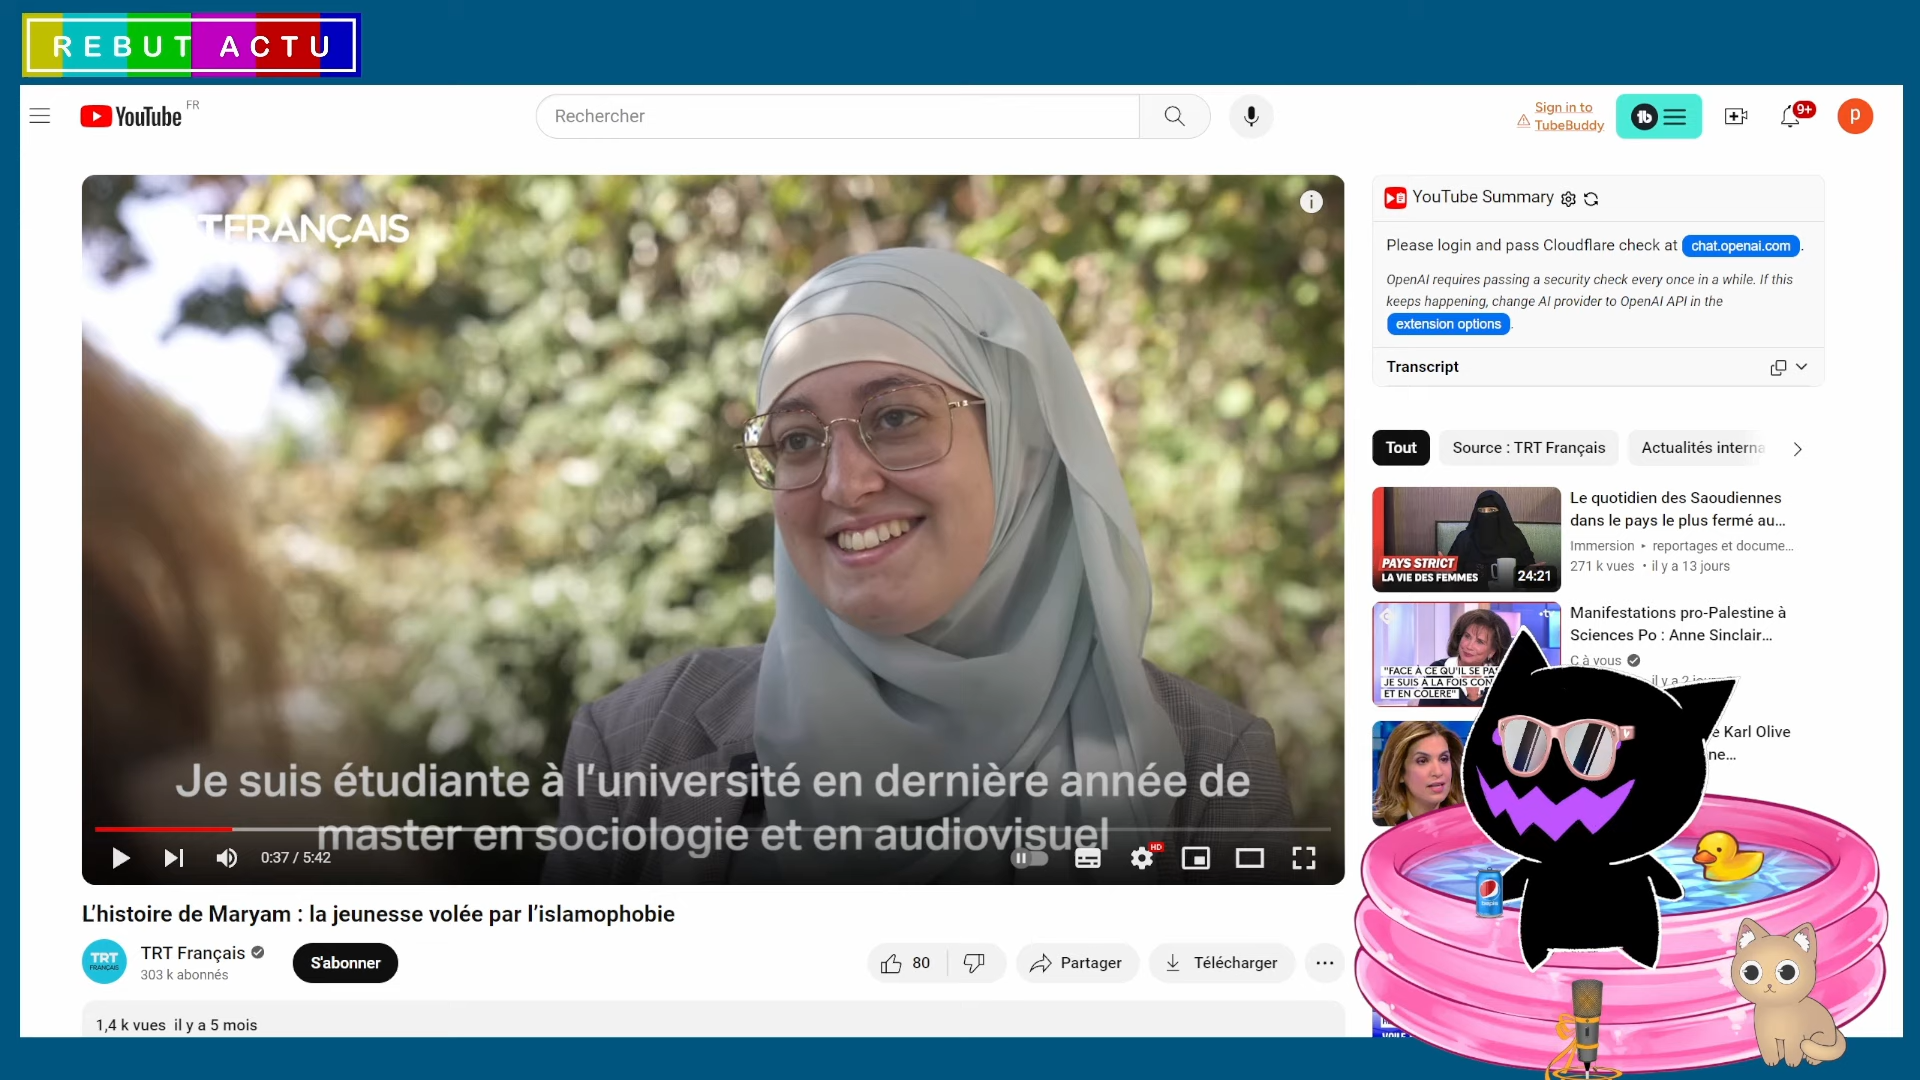 REBUT ACTU
YouTube FR
Rechercher
Sign in to
TubeBuddy
9+
P
TFRANÇAIS
Je suis étudiante à l’université en dernière année de
master en sociologie et en audiovisuel
0:37 / 5:42
HD
L’histoire de Maryam : la jeunesse volée par l’islamophobie
TRT
FRANÇAIS
TRT Français
303 k abonnés
S'abonner
80
Partager
Télécharger
1,4 k vues il y a 5 mois
YouTube Summary
Please login and pass Cloudflare check at chat.openai.com.
OpenAI requires passing a security check every once in a while. If this
keeps happening, change AI provider to OpenAI API in the
extension options.
Transcript
Tout
Source : TRT Français
Actualités interna
PAYS STRICT
LA VIE DES FEMMES
24:21
Le quotidien des Saoudiennes
dans le pays le plus fermé au…
Immersion ‣ reportages et docume…
271 k vues • il y a 13 jours
"FACE À CE QU'IL SE PA
JE SUIS À LA FOIS CON
ET EN COLÈRE"
Manifestations pro-Palestine à
Sciences Po : Anne Sinclair…
C à vous
il y a 2
e Karl Olive
ne…